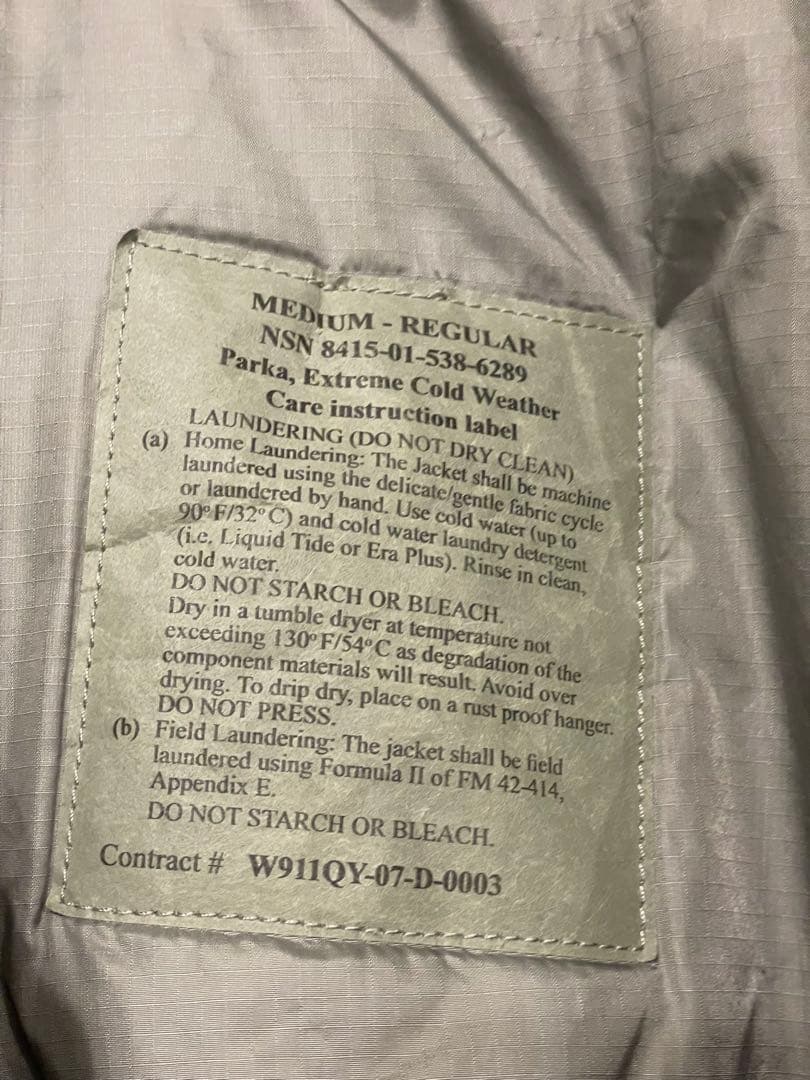 MEDIUM - REGULAR
NSN 8415-01-538-6289
Parka, Extreme Cold Weather
Care instruction label
LAUNDERING (DO NOT DRY CLEAN)
(a) Home Laundering: The Jacket shall be machine
laundered using the delicate/gentle fabric cycle
or laundered by hand. Use cold water (up to
90°F/32°C) and cold water laundry detergent
(i.e. Liquid Tide or Era Plus). Rinse in clean,
cold water.
DO NOT STARCH OR BLEACH.
Dry in a tumble dryer at temperature not
exceeding 130°F/54°C as degradation of the
component materials will result. Avoid over
drying. To drip dry, place on a rust proof hanger.
DO NOT PRESS.
(b) Field Laundering: The jacket shall be field
laundered using Formula II of FM 42-414,
Appendix E.
DO NOT STARCH OR BLEACH.
Contract # W911QY-07-D-0003